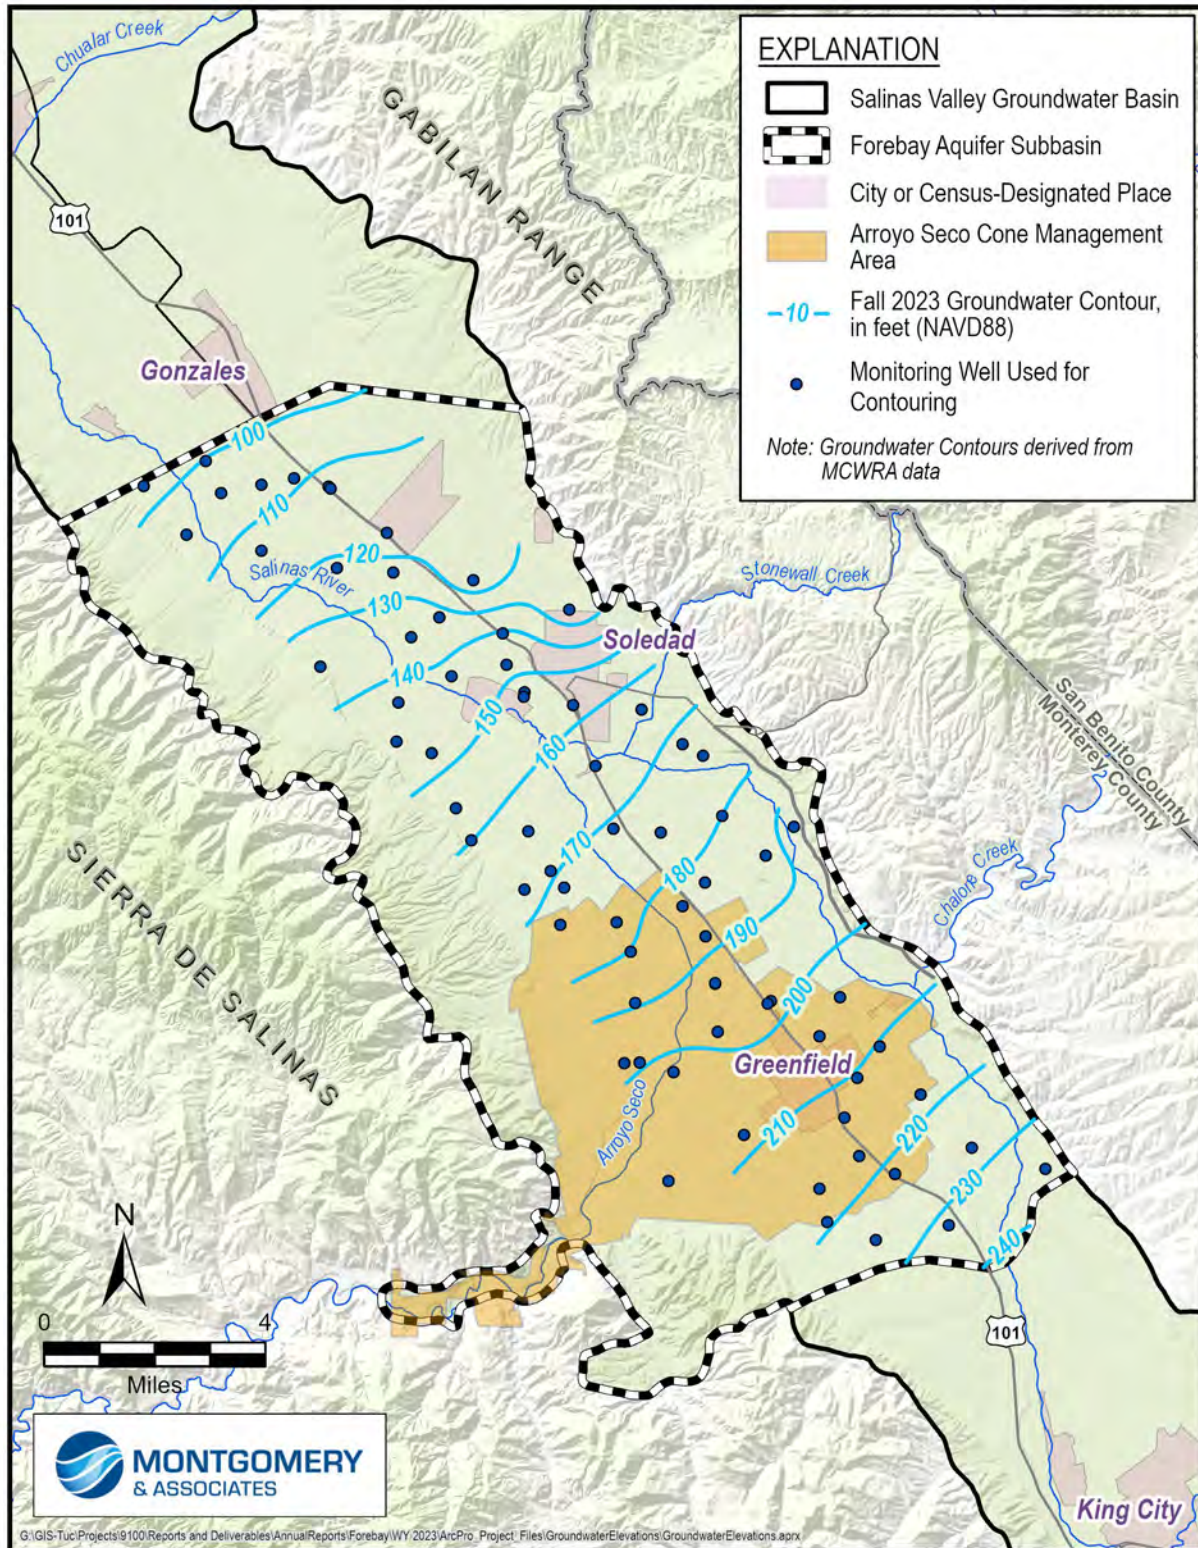 Chualar Creek
EXPLANATION
Salinas Valley Groundwater Basin
Forebay Aquifer Subbasin
City or Census-Designated Place
Arroyo Seco Cone Management
Area
10
Fall 2023 Groundwater Contour,
in feet (NAVD88)
Monitoring Well Used for
Contouring
Note: Groundwater Contours derived from
MCWRA data
GABILAN RANGE
101
Gonzales
100
110
120
Salinas River
130
Stonewall Creek
Soledad
140
150
160
San Benito County
Monterey County
170
180
SIERRA DE SALINAS
Chalone Creek
190
200
Greenfield
Arroyo Seco
210
220
230
240
N
0
4
Miles
101
MONTGOMERY
& ASSOCIATES
King City
G:\GIS-Tuc\Projects\9100\Reports and Deliverables\AnnualReports\Forebay\WY 2023\ArcPro_Project_Files\GroundwaterElevations\GroundwaterElevations.aprx